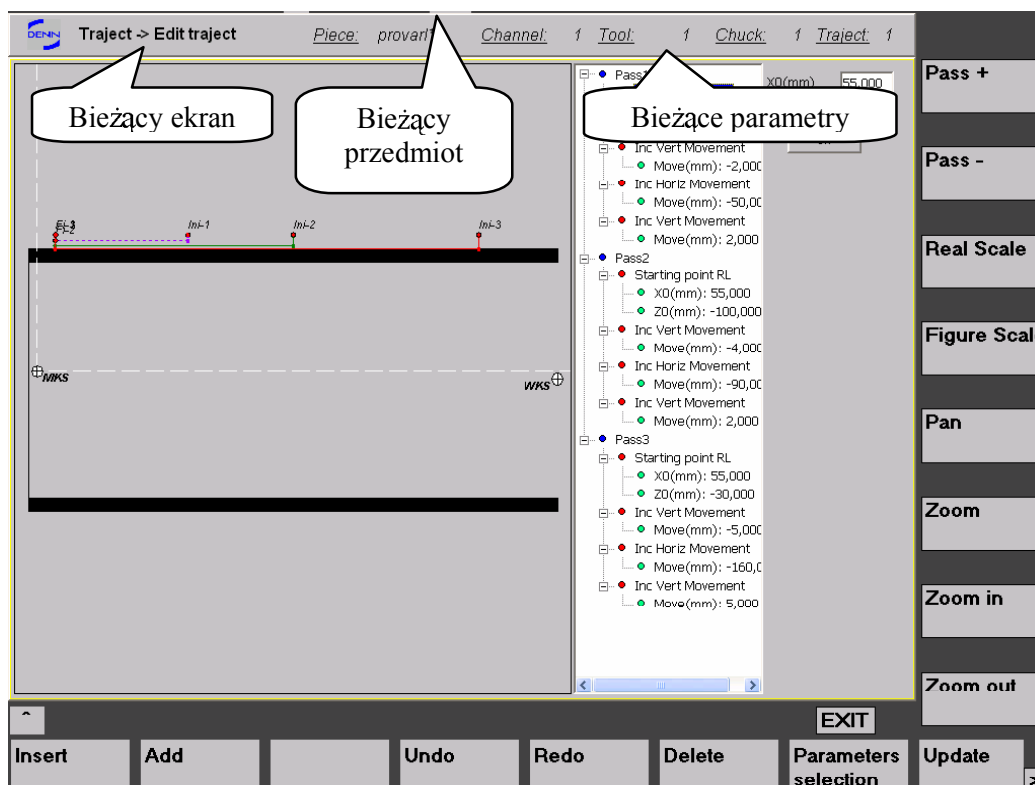 DENN
Traject -> Edit traject
Piece: provarl
Channel: 1
Tool: 1
Chuck: 1
Traject: 1
Bieżący ekran
Bieżący
przedmiot
Bieżące parametry
Pass1
X0(mm) 55,000
Inc Vert Movement
Move(mm): -2,000
Inc Horiz Movement
Move(mm): -50,00
Inc Vert Movement
Move(mm): 2,000
Pass2
Starting point RL
X0(mm): 55,000
Z0(mm): -100,000
Inc Vert Movement
Move(mm): -4,000
Inc Horiz Movement
Move(mm): -90,00
Inc Vert Movement
Move(mm): 2,000
Pass3
Starting point RL
X0(mm): 55,000
Z0(mm): -30,000
Inc Vert Movement
Move(mm): -5,000
Inc Horiz Movement
Move(mm): -160,0
Inc Vert Movement
Move(mm): 5,000
Ini-1
Ini-2
Ini-3
MKS
WKS
Pass +
Pass -
Real Scale
Figure Scal
Pan
Zoom
Zoom in
Zoom out
^
EXIT
Insert
Add
Undo
Redo
Delete
Parameters
selection
Update
>